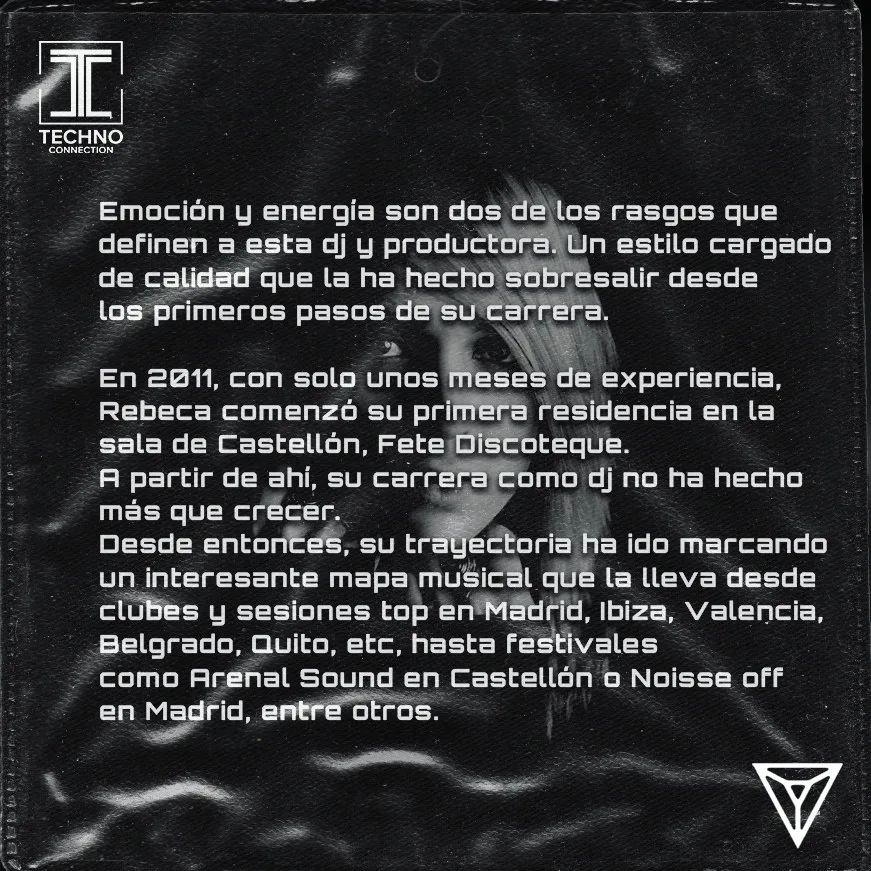 TECHNO
CONNECTION
Emoción y energía son dos de los rasgos que
definen a esta dj y productora. Un estilo cargado
de calidad que la ha hecho sobresalir desde
los primeros pasos de su carrera.
En 2011, con solo unos meses de experiencia,
Rebeca comenzó su primera residencia en la
sala de Castellón, Fete Discoteque.
A partir de ahí, su carrera como dj no ha hecho
más que crecer.
Desde entonces, su trayectoria ha ido marcando
un interesante mapa musical que la lleva desde
clubes y sesiones top en Madrid, Ibiza, Valencia,
Belgrado, Quito, etc, hasta festivales
como Arenal Sound en Castellón o Noisse off
en Madrid, entre otros.